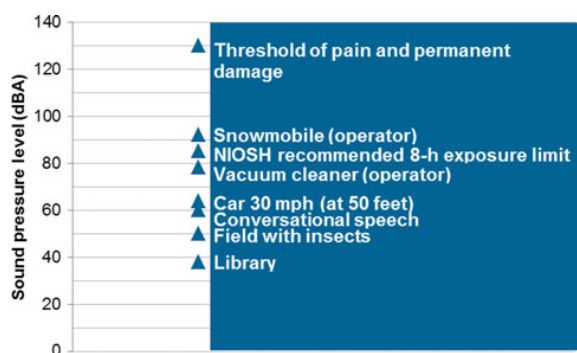 140
Threshold of pain and permanent
damage
120
100
Snowmobile (operator)
NIOSH recommended 8-h exposure limit
80
Vacuum cleaner (operator)
Car 30 mph (at 50 feet)
60
Conversational speech
Field with insects
40
Library
20
0
Sound pressure level (dBA)